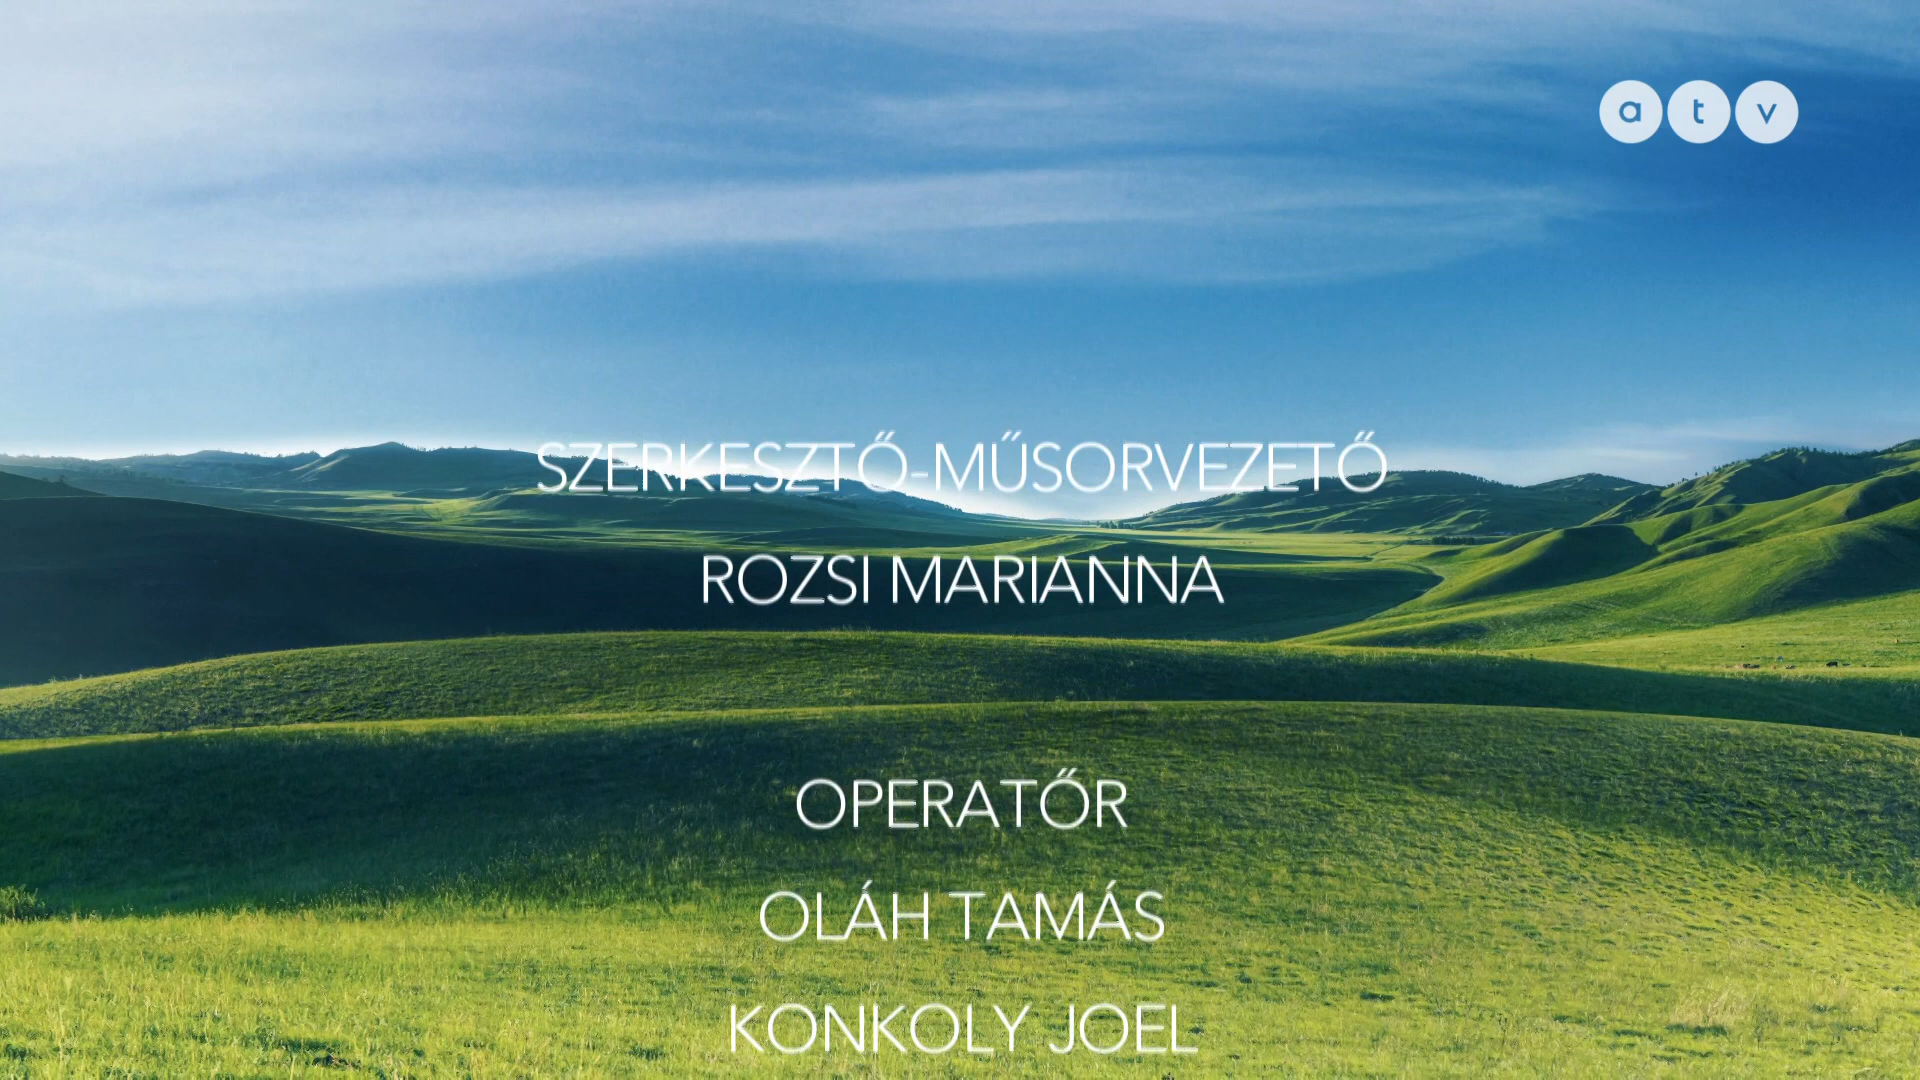 atv
SZERKESZTŐ-MŰSORVEZETŐ
ROZSI MARIANNA
OPERATŐR
OLÁH TAMÁS
KONKOLY JOEL